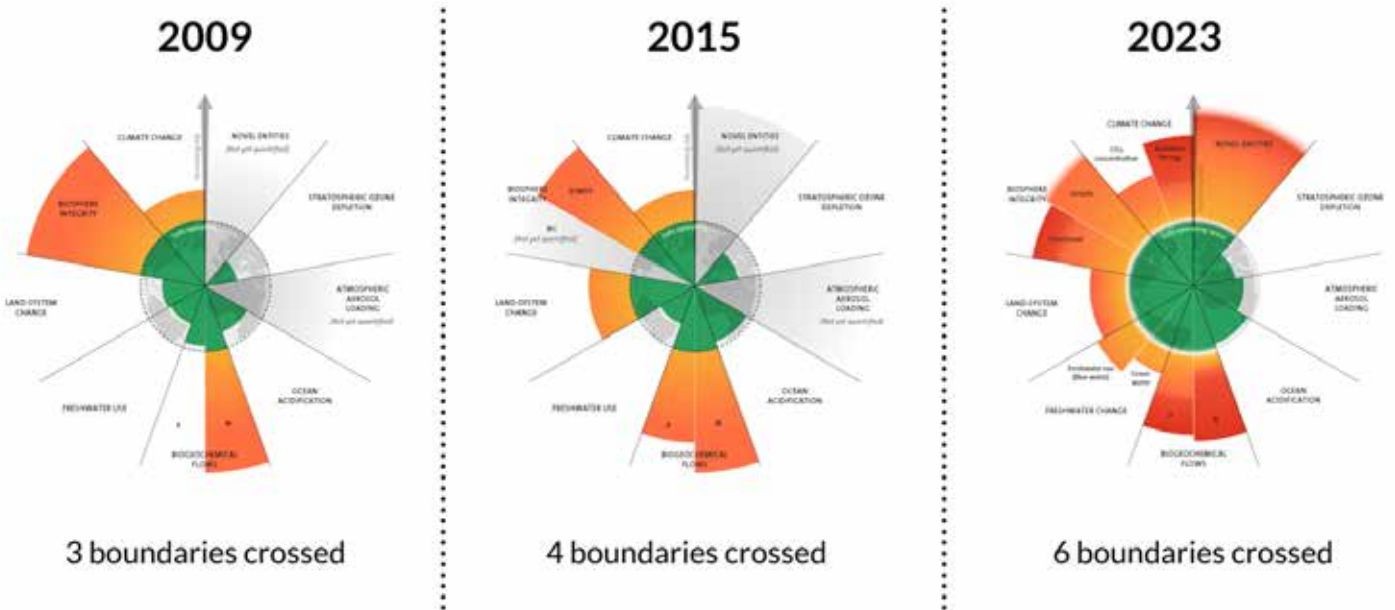 2009
CLIMATE CHANGE
NOVEL ENTITIES
(Not yet quantified)
STRATOSPHERIC OZONE
DEPLETION
BIOSPHERE
INTEGRITY
LAND-SYSTEM
CHANGE
ATMOSPHERIC
AEROSOL
LOADING
(Not yet quantified)
OCEAN
ACIDIFICATION
FRESHWATER USE
P
N
BIOGEOCHEMICAL
FLOWS
3 boundaries crossed
2015
CLIMATE CHANGE
NOVEL ENTITIES
(Not yet quantified)
STRATOSPHERIC OZONE
DEPLETION
BIOSPHERE
INTEGRITY
E/MSY
BII
(Not yet quantified)
LAND-SYSTEM
CHANGE
ATMOSPHERIC
AEROSOL
LOADING
(Not yet quantified)
OCEAN
ACIDIFICATION
FRESHWATER USE
P
N
BIOGEOCHEMICAL
FLOWS
4 boundaries crossed
2023
CLIMATE CHANGE
CO2
concentration
NOVEL ENTITIES
STRATOSPHERIC OZONE
DEPLETION
BIOSPHERE
INTEGRITY
Genetic
Functional
LAND-SYSTEM
CHANGE
ATMOSPHERIC
AEROSOL
LOADING
Freshwater use
(Blue water)
Green
water
OCEAN
ACIDIFICATION
FRESHWATER CHANGE
P
BIOGEOCHEMICAL
FLOWS
6 boundaries crossed